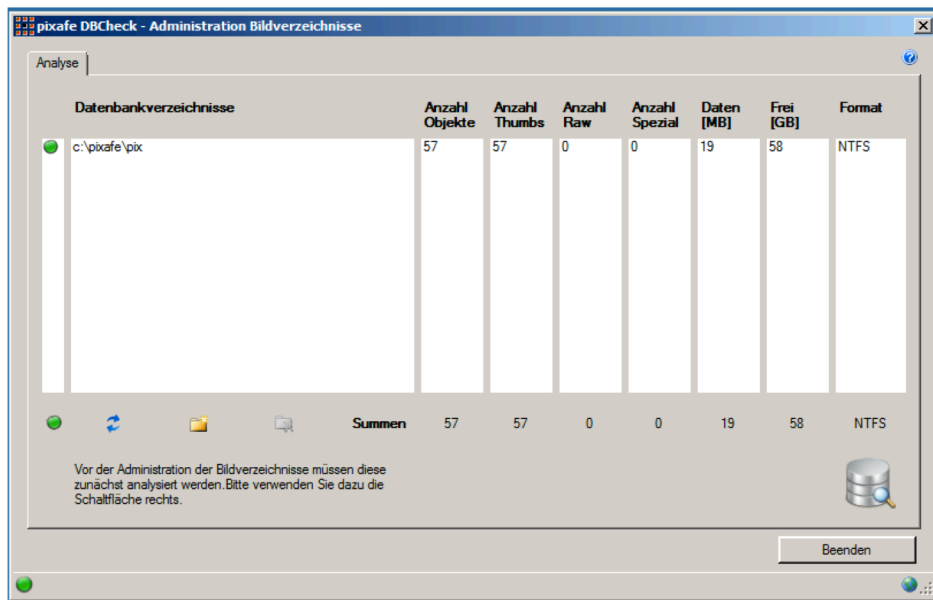 pixafe DBCheck - Administration Bildverzeichnisse
Analyse
Datenbankverzeichnisse Anzahl Objekte Anzahl Thumbs Anzahl Raw Anzahl Spezial Daten [MB] Frei [GB] Format
c:\pixafe\pix 57 57 0 0 19 58 NTFS
Summen 57 57 0 0 19 58 NTFS
Vor der Administration der Bildverzeichnisse müssen diese
zunächst analysiert werden.Bitte verwenden Sie dazu die
Schaltfläche rechts.
Beenden